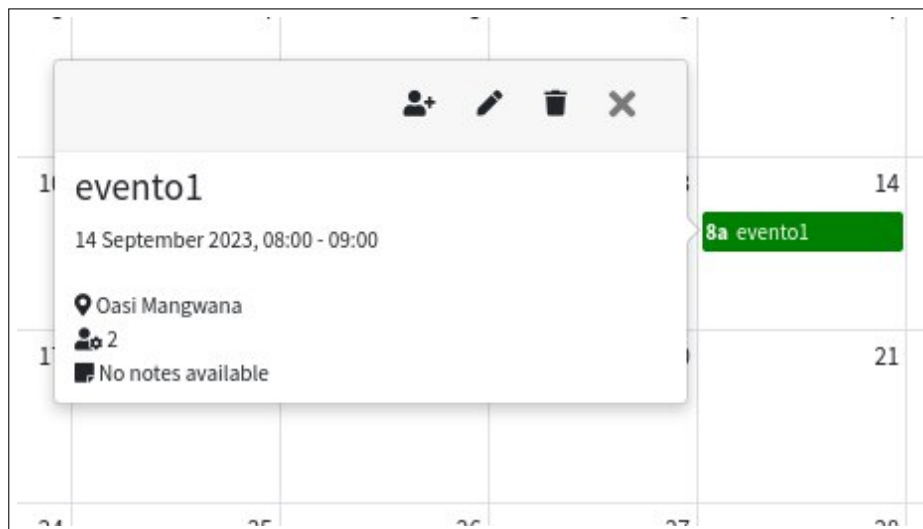 14
8a evento1
evento1
14 September 2023, 08:00 - 09:00
Oasi Mangwana
2
No notes available
21